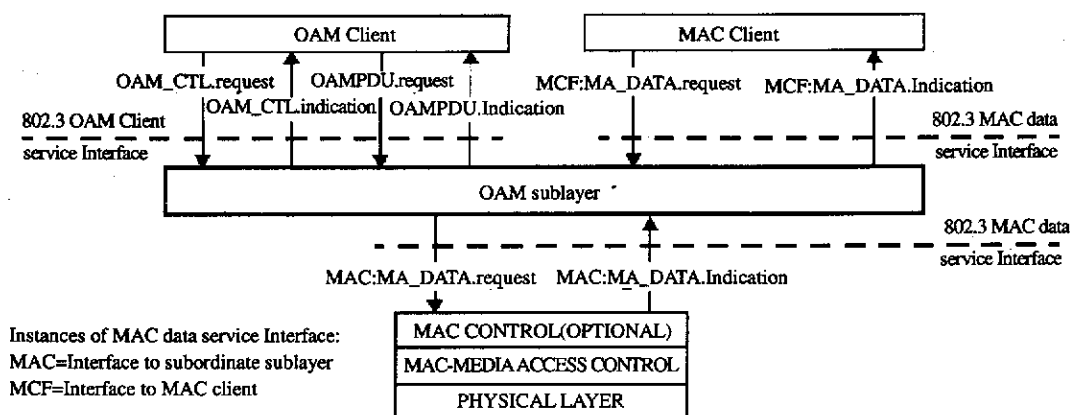 OAM Client
MAC Client
OAM_CTL.request
OAMPDU.request
MCF:MA_DATA.request
MCF:MA_DATA.Indication
OAM_CTL.indication
OAMPDU.Indication
802.3 OAM Client
service Interface
802.3 MAC data
service Interface
OAM sublayer
802.3 MAC data
service Interface
MAC:MA_DATA.request
MAC:MA_DATA.Indication
Instances of MAC data service Interface:
MAC=Interface to subordinate sublayer
MCF=Interface to MAC client
MAC CONTROL(OPTIONAL)
MAC-MEDIA ACCESS CONTROL
PHYSICAL LAYER